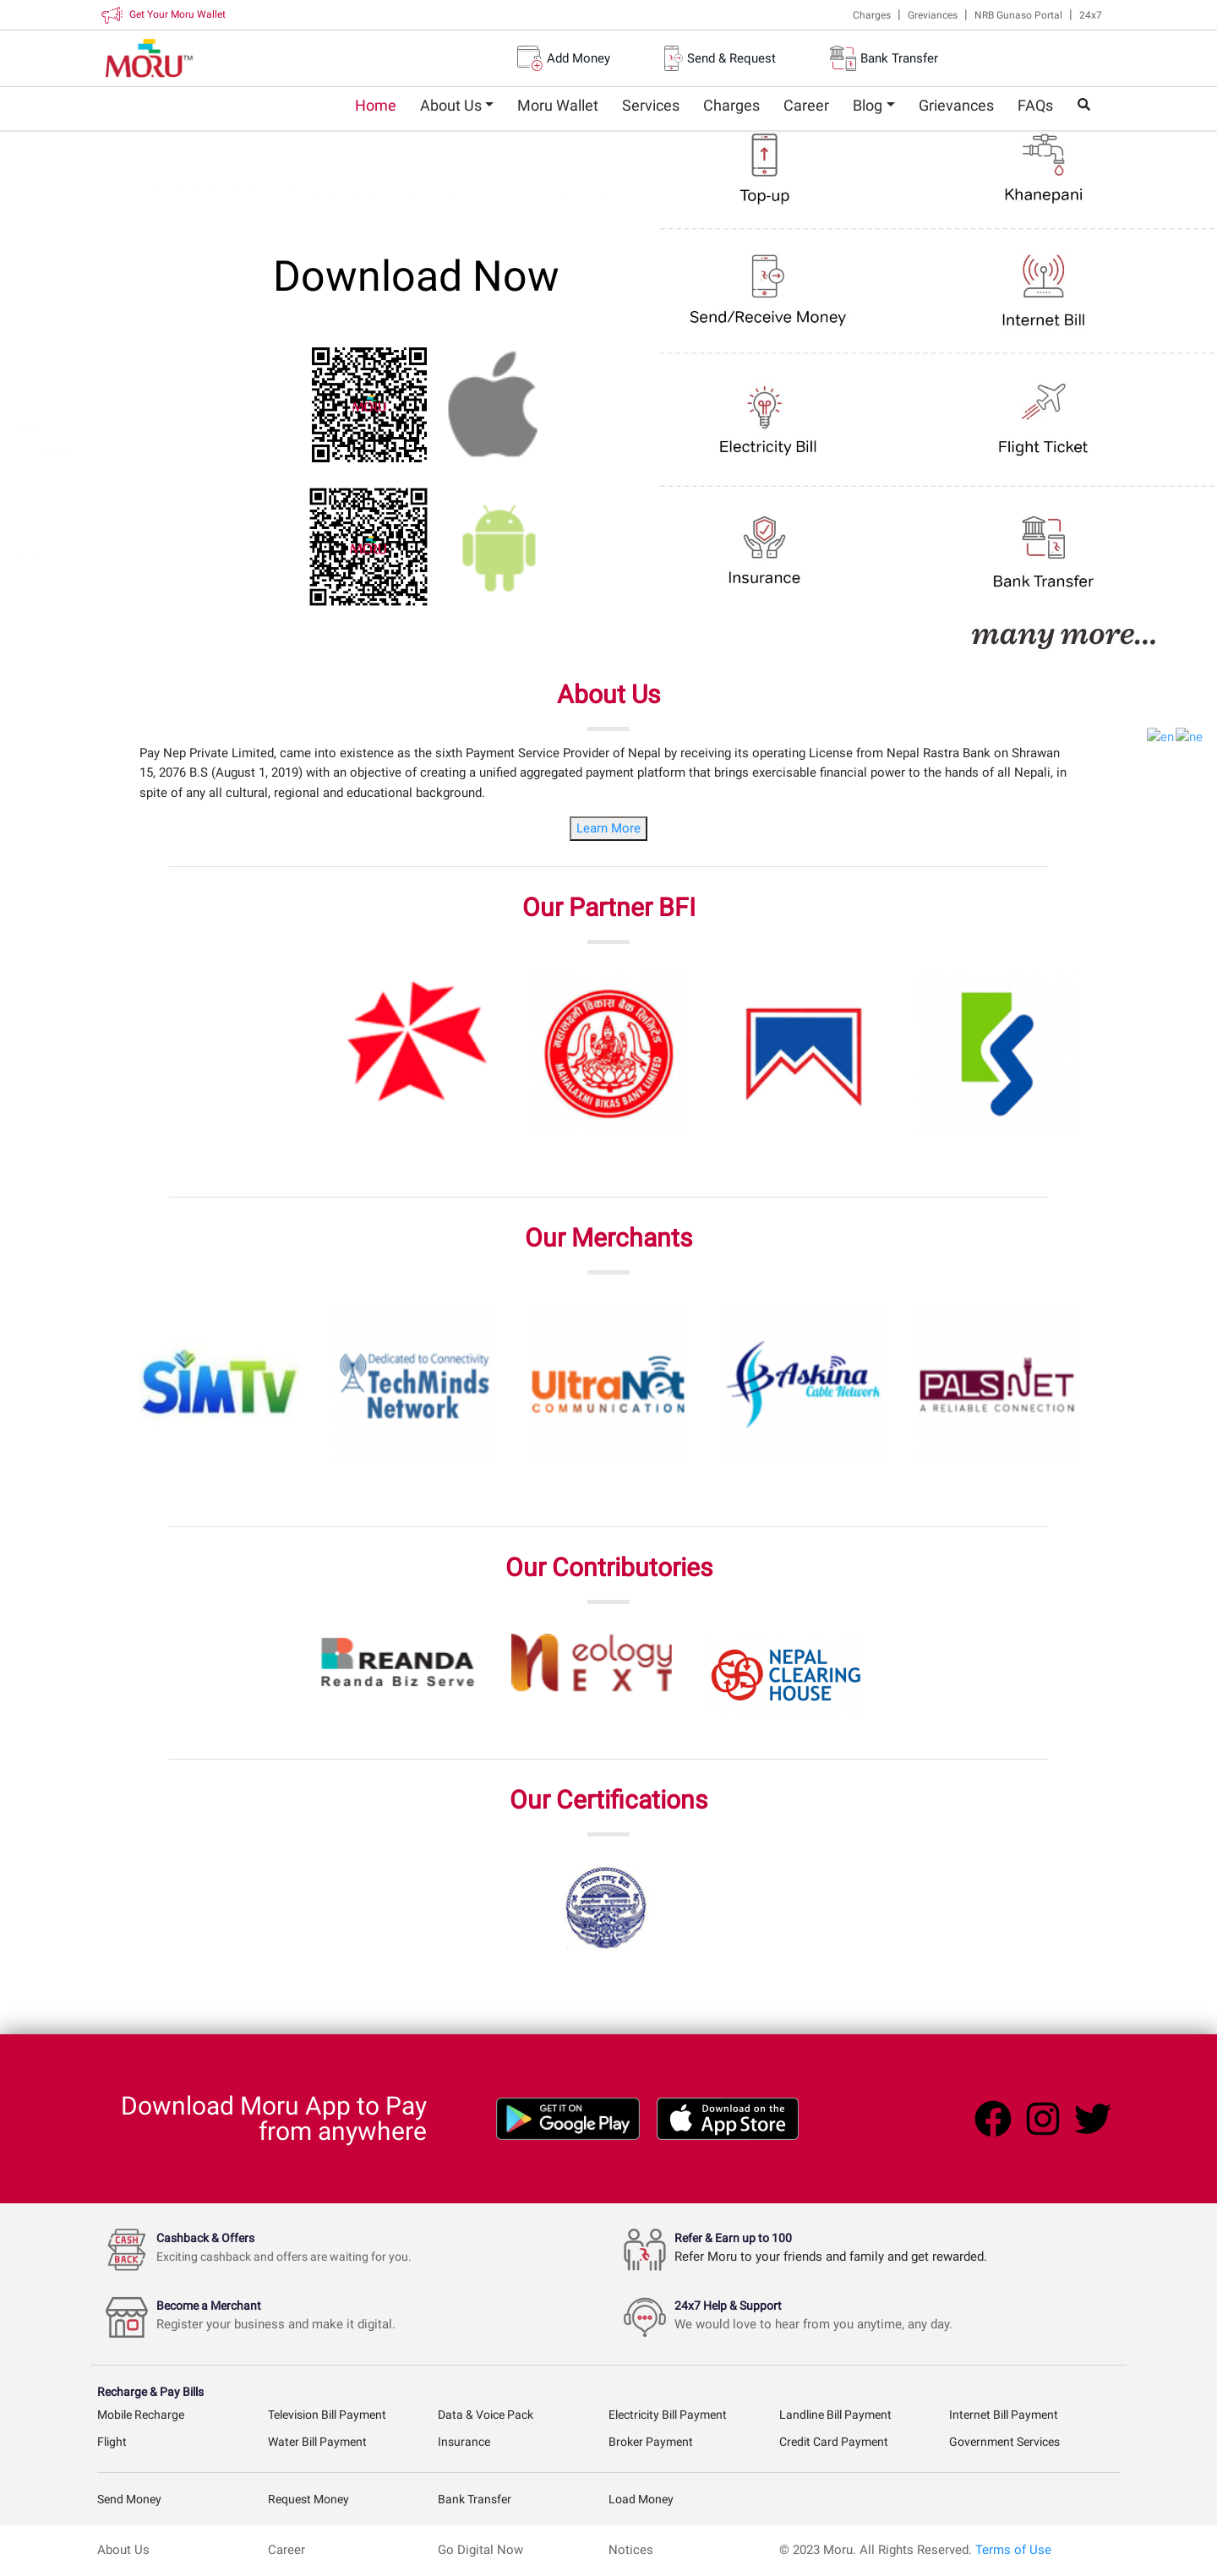 Get Your Moru Wallet
Charges | Greviances | NRB Gunaso Portal | 24x7
MORU™
Add Money
Send & Request
Bank Transfer
Home About Us Moru Wallet Services Charges Career Blog Grievances FAQs
Top-up
Khanepani
Download Now
Send/Receive Money
Internet Bill
MORU
Electricity Bill
Flight Ticket
MORU
Insurance
Bank Transfer
many more...
About Us
en ne
Pay Nep Private Limited, came into existence as the sixth Payment Service Provider of Nepal by receiving its operating License from Nepal Rastra Bank on Shrawan
15, 2076 B.S (August 1, 2019) with an objective of creating a unified aggregated payment platform that brings exercisable financial power to the hands of all Nepali, in
spite of any all cultural, regional and educational background.
Learn More
Our Partner BFI
महालक्ष्मी विकास बैंक लिमिटेड
MAHALAXMI BIKAS BANK LIMITED
Our Merchants
SIMTV
Dedicated to Connectivity
TechMinds
Network
UltraNet
COMMUNICATION
Askina
Cable Network
PALSNET
A RELIABLE CONNECTION
Our Contributories
REANDA
Reanda Biz Serve
neology
NEXT
NEPAL
CLEARING
HOUSE
Our Certifications
नेपाल राष्ट्र बैंक
Download Moru App to Pay
from anywhere
GET IT ON
Google Play
Download on the
App Store
CASH
BACK
Cashback & Offers
Exciting cashback and offers are waiting for you.
Refer & Earn up to 100
Refer Moru to your friends and family and get rewarded.
Become a Merchant
Register your business and make it digital.
24x7 Help & Support
We would love to hear from you anytime, any day.
Recharge & Pay Bills
Mobile Recharge Television Bill Payment Data & Voice Pack Electricity Bill Payment Landline Bill Payment Internet Bill Payment
Flight Water Bill Payment Insurance Broker Payment Credit Card Payment Government Services
Send Money Request Money Bank Transfer Load Money
About Us Career Go Digital Now Notices © 2023 Moru. All Rights Reserved. Terms of Use